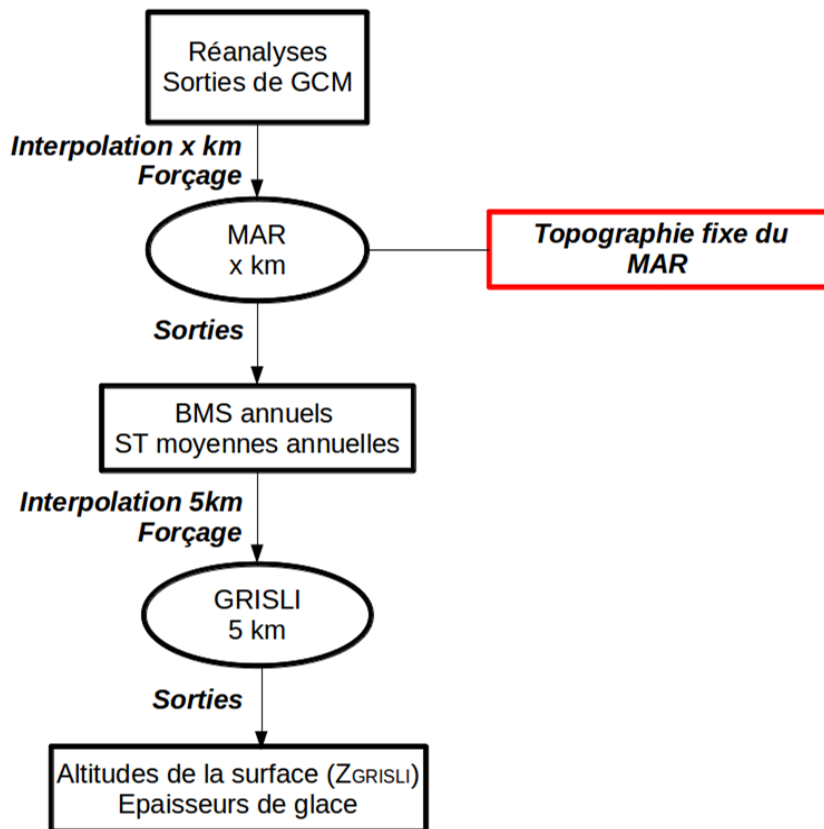 Réanalyses
Sorties de GCM
Interpolation x km
Forçage
MAR
x km
Topographie fixe du
MAR
Sorties
BMS annuels
ST moyennes annuelles
Interpolation 5km
Forçage
GRISLI
5 km
Sorties
Altitudes de la surface (ZGRISLI)
Epaisseurs de glace